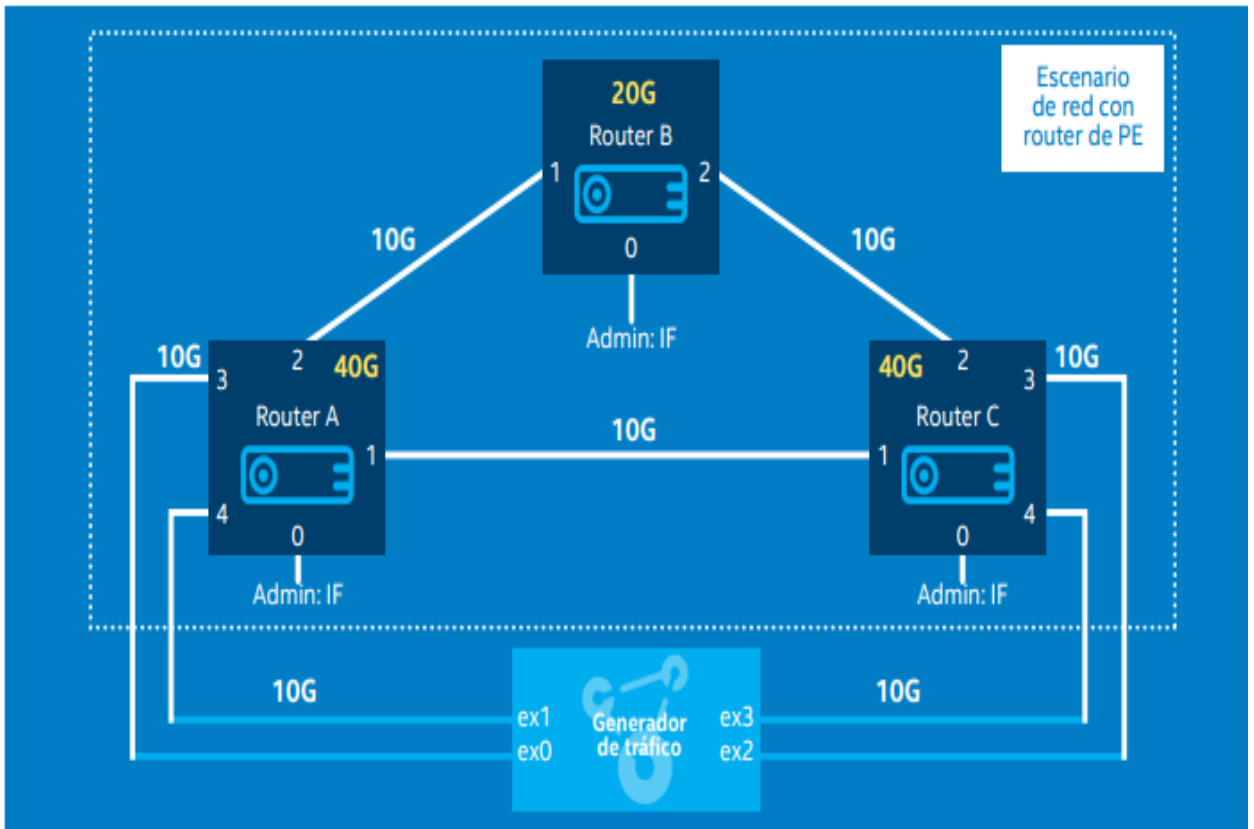 20G
Router B
1
2
0
Admin: IF
Escenario
de red con
router de PE
10G
10G
10G
3
2
40G
Router A
1
4
0
Admin: IF
10G
40G
2
3
Router C
1
4
0
Admin: IF
10G
10G
10G
ex1
ex0
Generador
de tráfico
ex3
ex2